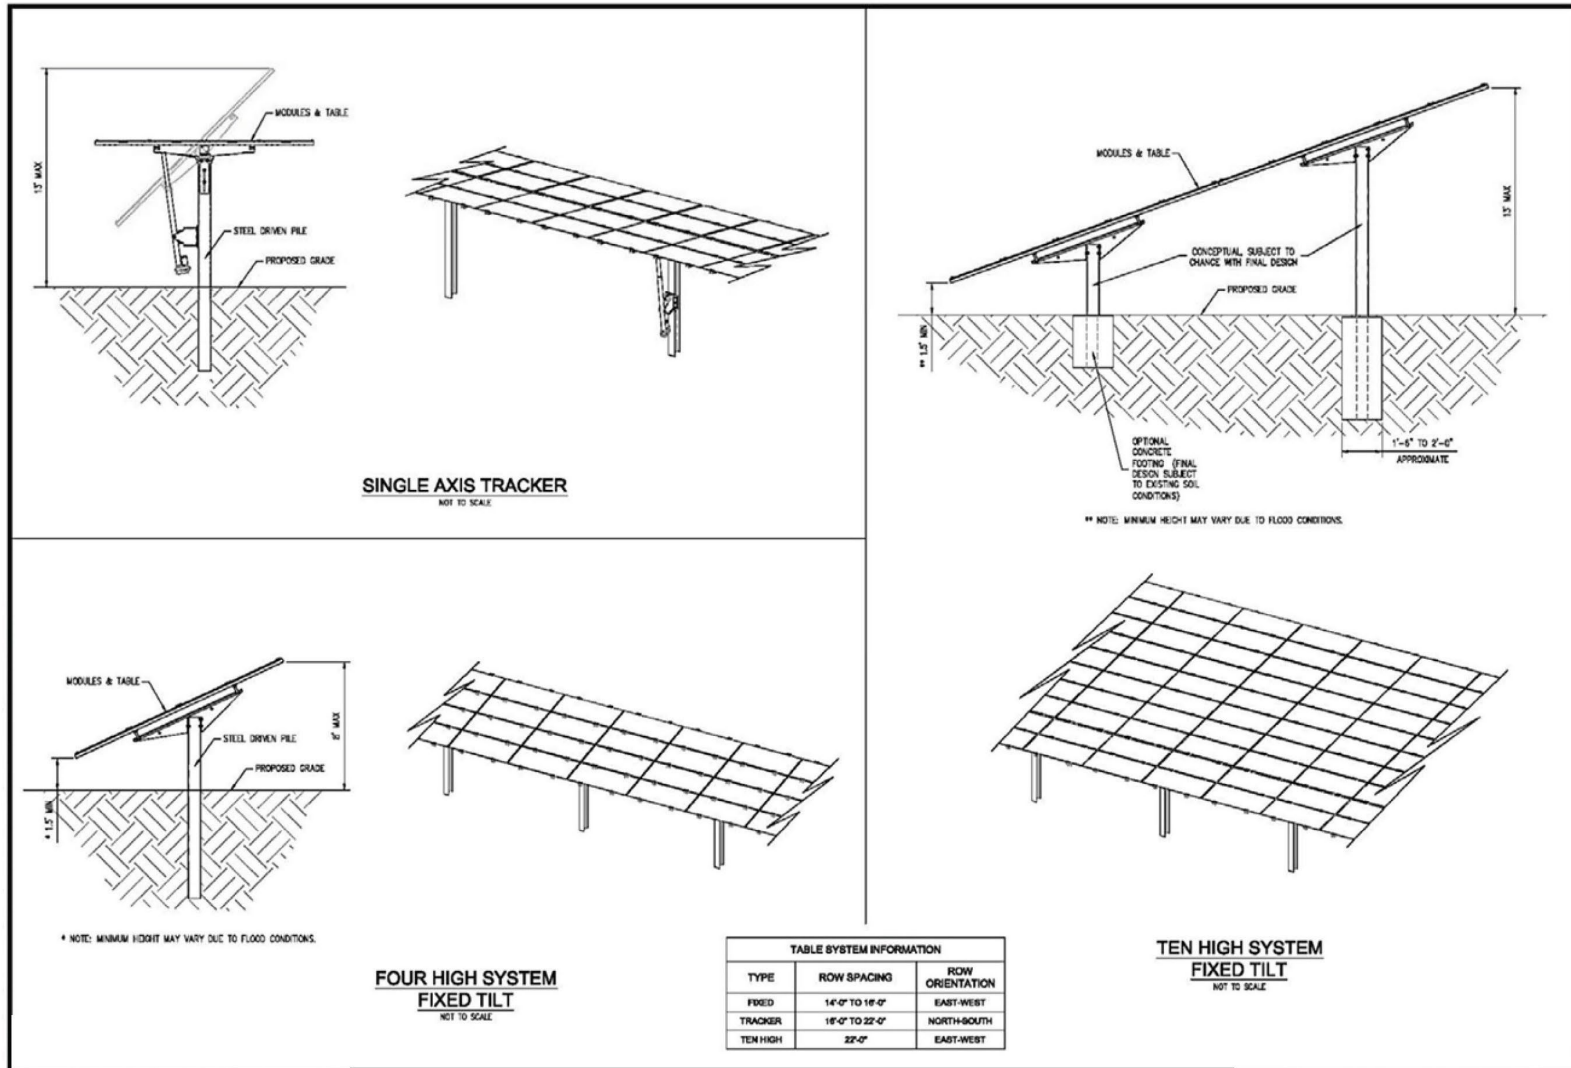 MODULES & TABLE
13' MAX
STEEL DRIVEN PILE
PROPOSED GRADE
SINGLE AXIS TRACKER
NOT TO SCALE
MODULES & TABLE
13' MAX
CONCEPTUAL, SUBJECT TO
CHANGE WITH FINAL DESIGN
PROPOSED GRADE
** 1.5' MIN
OPTIONAL
CONCRETE
FOOTING (FINAL
DESIGN SUBJECT
TO EXISTING SOIL
CONDITIONS)
1'-6" TO 2'-0"
APPROXIMATE
** NOTE: MINIMUM HEIGHT MAY VARY DUE TO FLOOD CONDITIONS.
MODULES & TABLE
MAX
STEEL DRIVEN PILE
PROPOSED GRADE
* 1.5' MIN
* NOTE: MINIMUM HEIGHT MAY VARY DUE TO FLOOD CONDITIONS.
FOUR HIGH SYSTEM
FIXED TILT
NOT TO SCALE
TABLE SYSTEM INFORMATION
TYPE ROW SPACING ROW ORIENTATION
FIXED 14'-0" TO 16'-0" EAST-WEST
TRACKER 16'-0" TO 22'-0" NORTH-SOUTH
TEN HIGH 22'-0" EAST-WEST
TEN HIGH SYSTEM
FIXED TILT
NOT TO SCALE